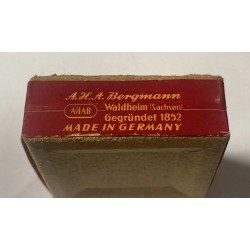 A.H.A. Bergmann
AHAB
Waldheim (Sachsen)
Gegründet 1852
MADE IN GERMANY